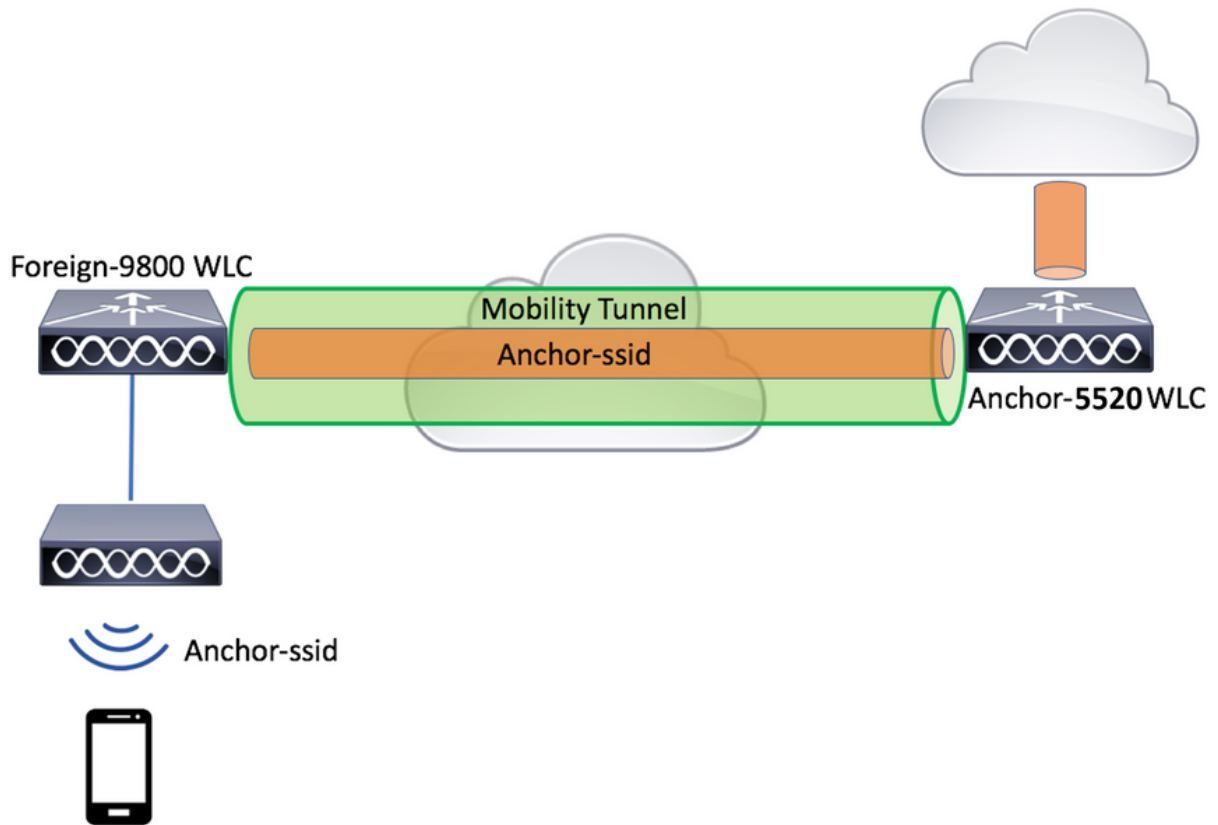 Foreign-9800 WLC
Mobility Tunnel
Anchor-ssid
Anchor-5520 WLC
Anchor-ssid